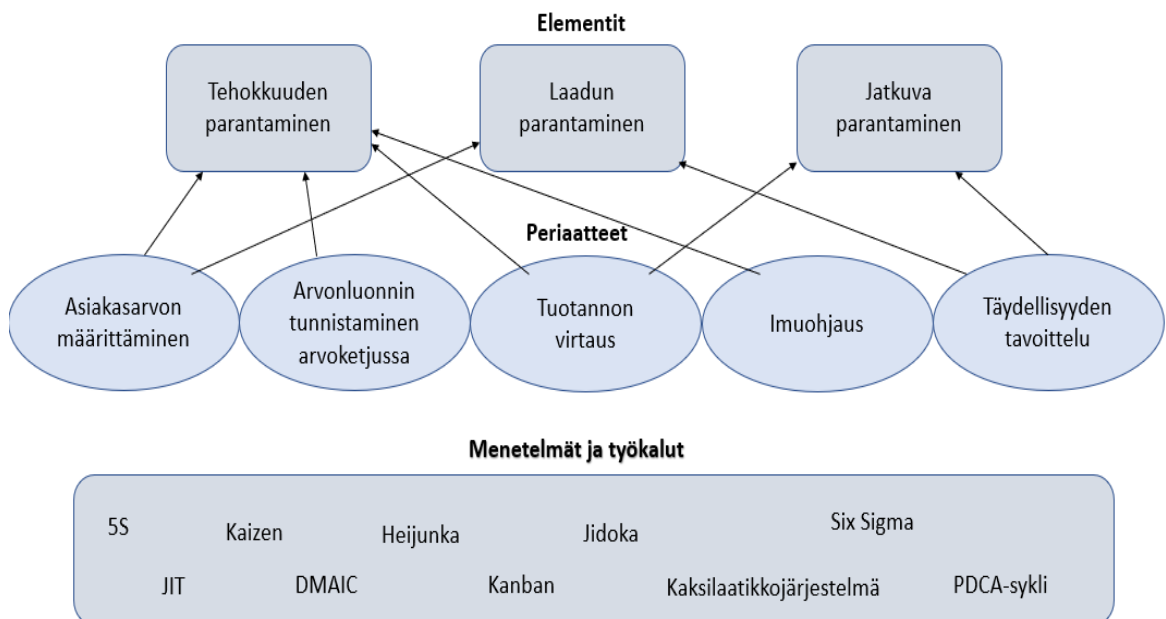 Elementit
Tehokkuuden
parantaminen
Laadun
parantaminen
Jatkuva
parantaminen
Periaatteet
Asiakasarvon
määrittäminen
Arvonluonnin
tunnistaminen
arvoketjussa
Tuotannon
virtaus
Imuohjaus
Täydellisyyden
tavoittelu
Menetelmät ja työkalut
5S
Kaizen
Heijunka
Jidoka
Six Sigma
JIT
DMAIC
Kanban
Kaksilaatikkojärjestelmä
PDCA-sykli